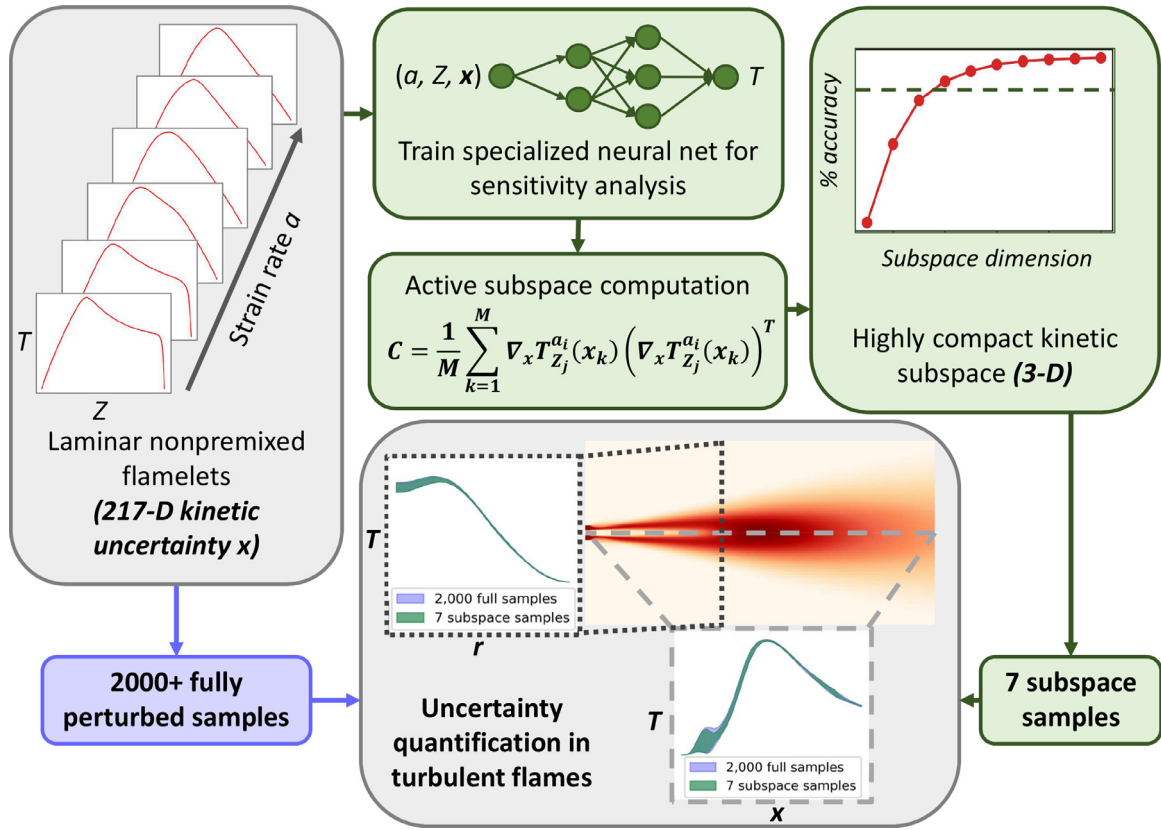 T
Z
Strain rate a
Laminar nonpremixed
flamelets
(217-D kinetic
uncertainty x)
(a, Z, x)
T
Train specialized neural net for
sensitivity analysis
Active subspace computation
C = 1/M ∑_{k=1}^{M} ∇_x T_{Z_j}^{a_i}(x_k) (∇_x T_{Z_j}^{a_i}(x_k))^T
% accuracy
Subspace dimension
Highly compact kinetic
subspace (3-D)
2000+ fully
perturbed samples
7 subspace
samples
T
2,000 full samples
7 subspace samples
r
Uncertainty
quantification in
turbulent flames
T
2,000 full samples
7 subspace samples
x